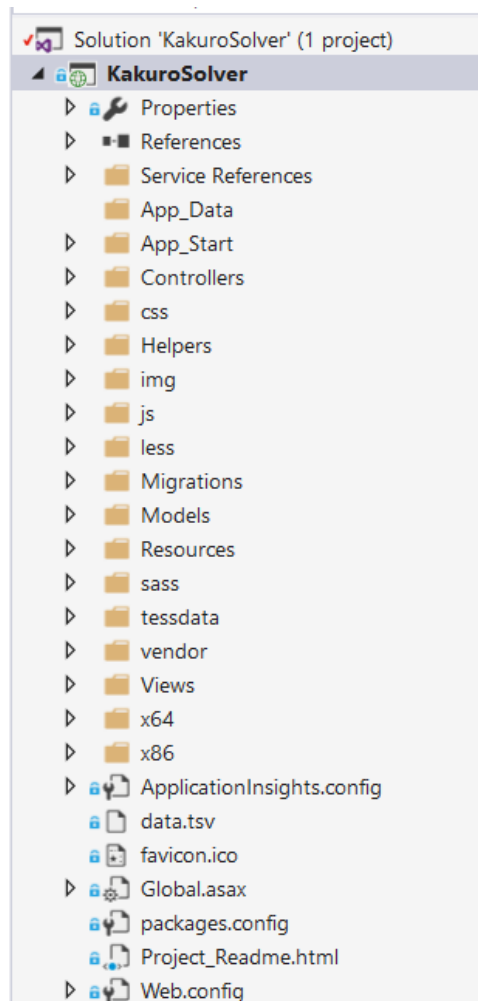 Solution 'KakuroSolver' (1 project)
KakuroSolver
Properties
References
Service References
App_Data
App_Start
Controllers
css
Helpers
img
js
less
Migrations
Models
Resources
sass
tessdata
vendor
Views
x64
x86
ApplicationInsights.config
data.tsv
favicon.ico
Global.asax
packages.config
Project_Readme.html
Web.config